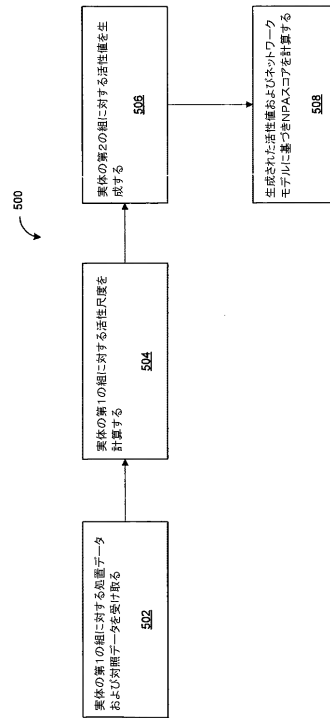 500
実体の第1の組に対する処置データ
および対照データを受け取る
502
実体の第1の組に対する活性尺度を
計算する
504
実体の第2の組に対する活性値を生
成する
506
生成された活性値およびネットワーク
モデルに基づきNPAスコアを計算する
508